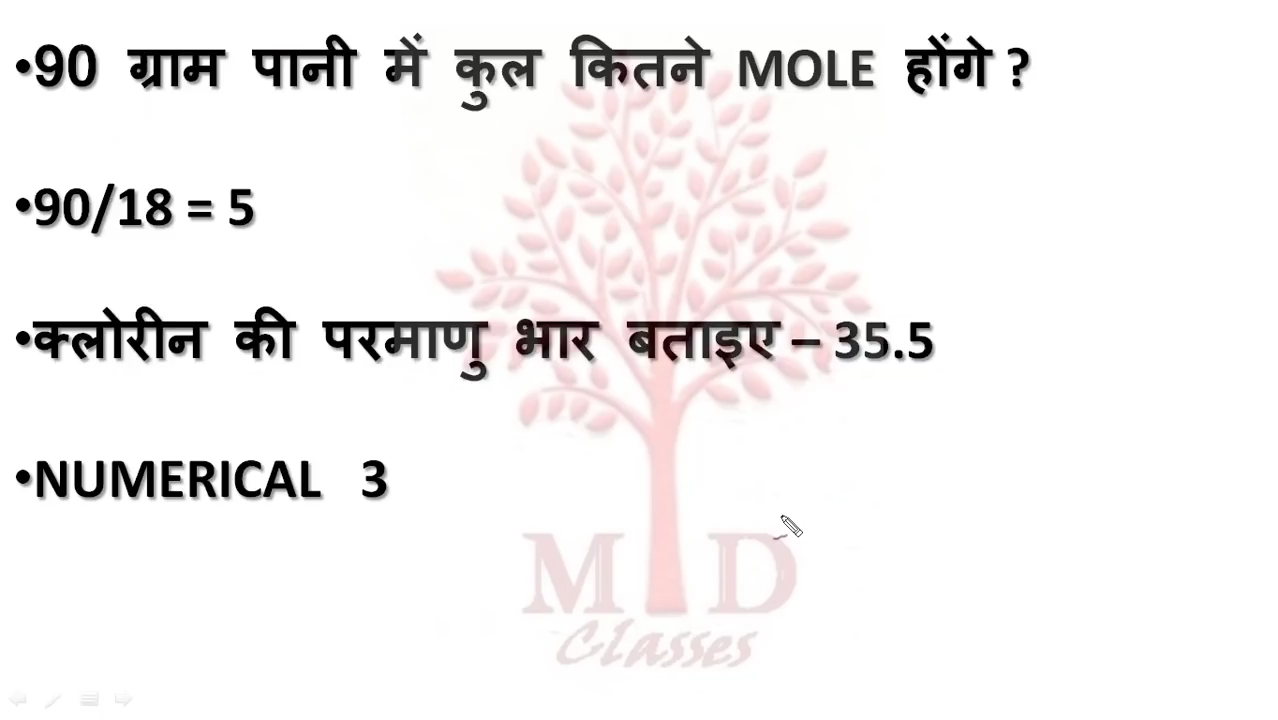 •90 ग्राम पानी में कुल कितने MOLE होंगे ?
•90/18 = 5
•क्लोरीन की परमाणु भार बताइए – 35.5
•NUMERICAL 3
M D
Classes